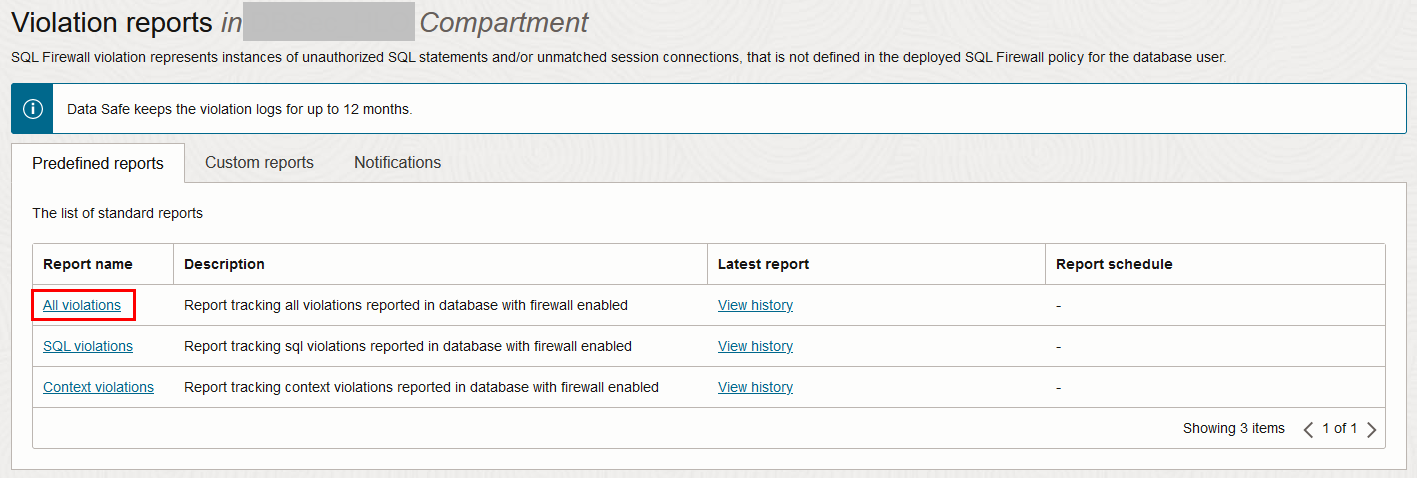 Violation reports in Compartment
SQL Firewall violation represents instances of unauthorized SQL statements and/or unmatched session connections, that is not defined in the deployed SQL Firewall policy for the database user.
Data Safe keeps the violation logs for up to 12 months.
Predefined reports Custom reports Notifications
The list of standard reports
Report name Description Latest report Report schedule
All violations Report tracking all violations reported in database with firewall enabled View history -
SQL violations Report tracking sql violations reported in database with firewall enabled View history -
Context violations Report tracking context violations reported in database with firewall enabled View history -
Showing 3 items 1 of 1